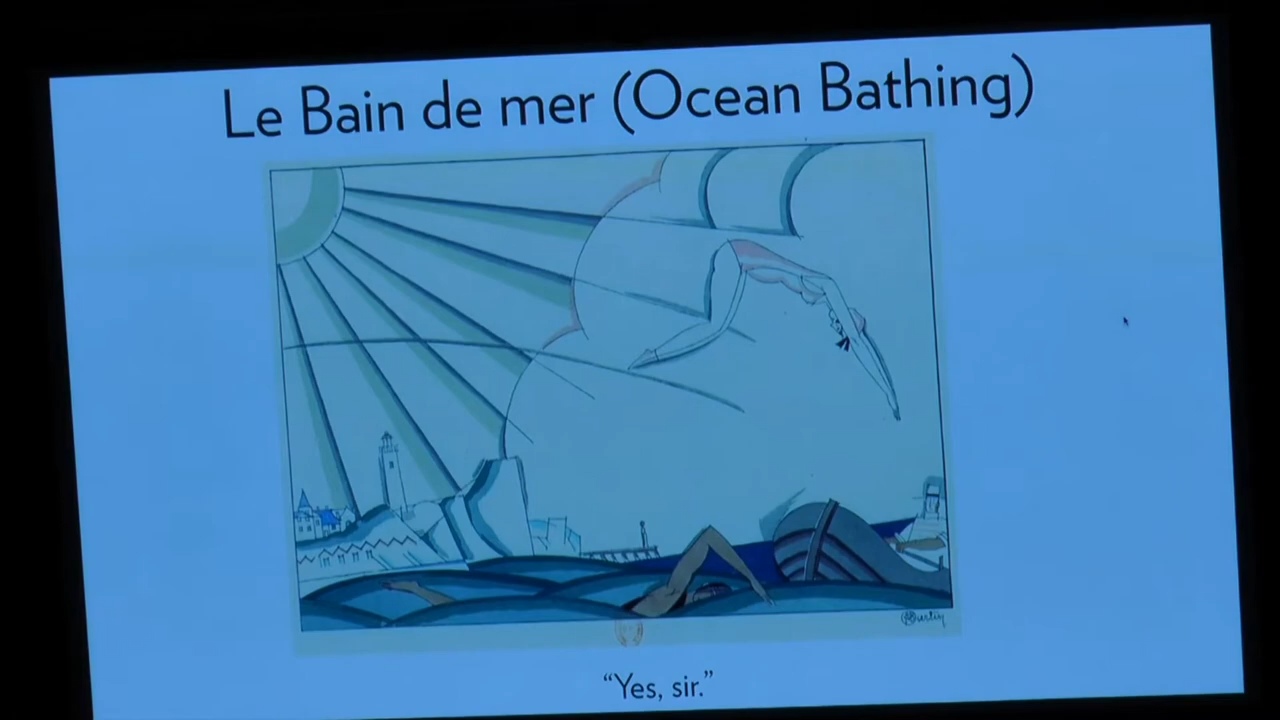 Le Bain de mer (Ocean Bathing)
“Yes, sir.”